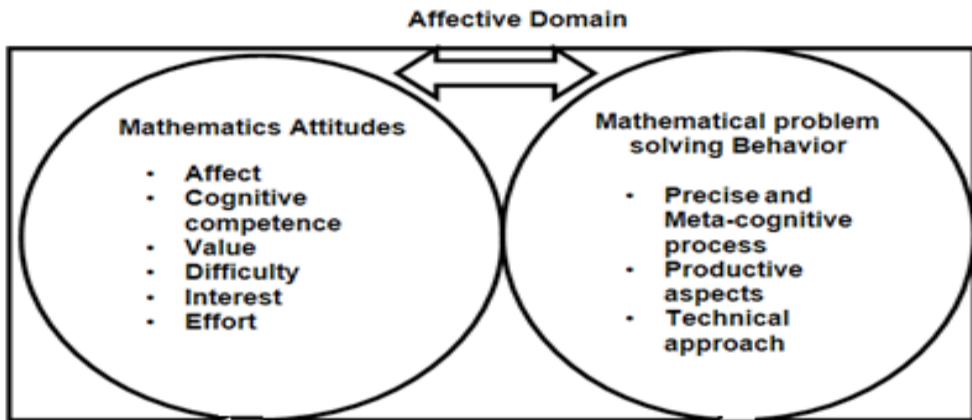 Affective Domain
Mathematics Attitudes
• Affect
• Cognitive
competence
• Value
• Difficulty
• Interest
• Effort
Mathematical problem
solving Behavior
• Precise and
Meta-cognitive
process
• Productive
aspects
• Technical
approach